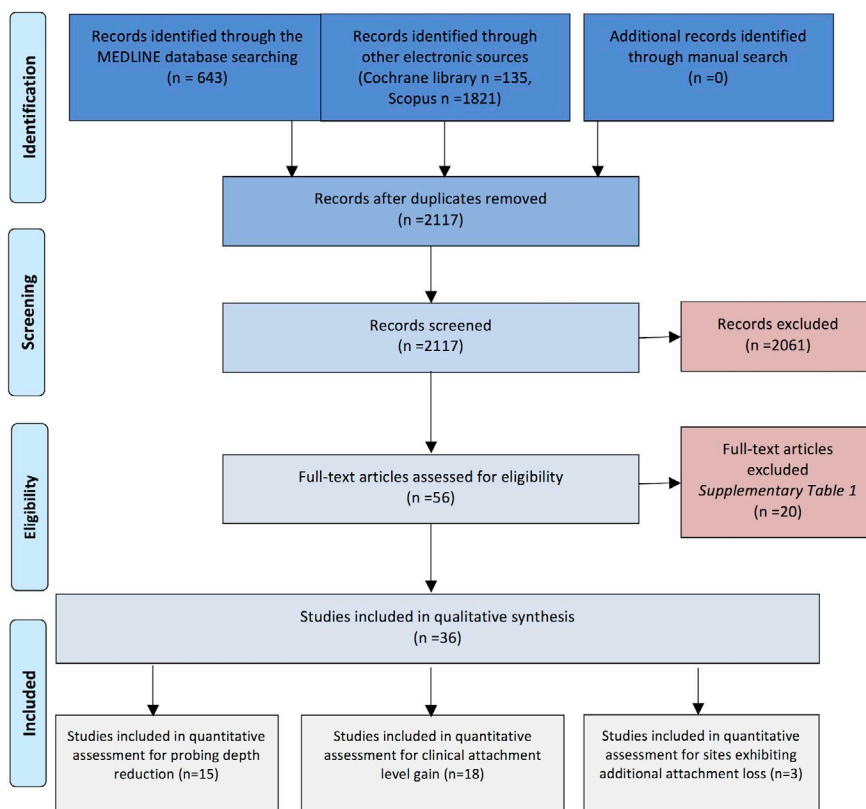 Identification
Records identified through the
MEDLINE database searching
(n = 643)
Records identified through
other electronic sources
(Cochrane library n =135,
Scopus n =1821)
Additional records identified
through manual search
(n =0)
Records after duplicates removed
(n =2117)
Screening
Records screened
(n =2117)
Records excluded
(n =2061)
Eligibility
Full-text articles assessed for eligibility
(n =56)
Full-text articles
excluded
Supplementary Table 1
(n =20)
Included
Studies included in qualitative synthesis
(n =36)
Studies included in quantitative
assessment for probing depth
reduction (n=15)
Studies included in quantitative
assessment for clinical attachment
level gain (n=18)
Studies included in quantitative
assessment for sites exhibiting
additional attachment loss (n=3)